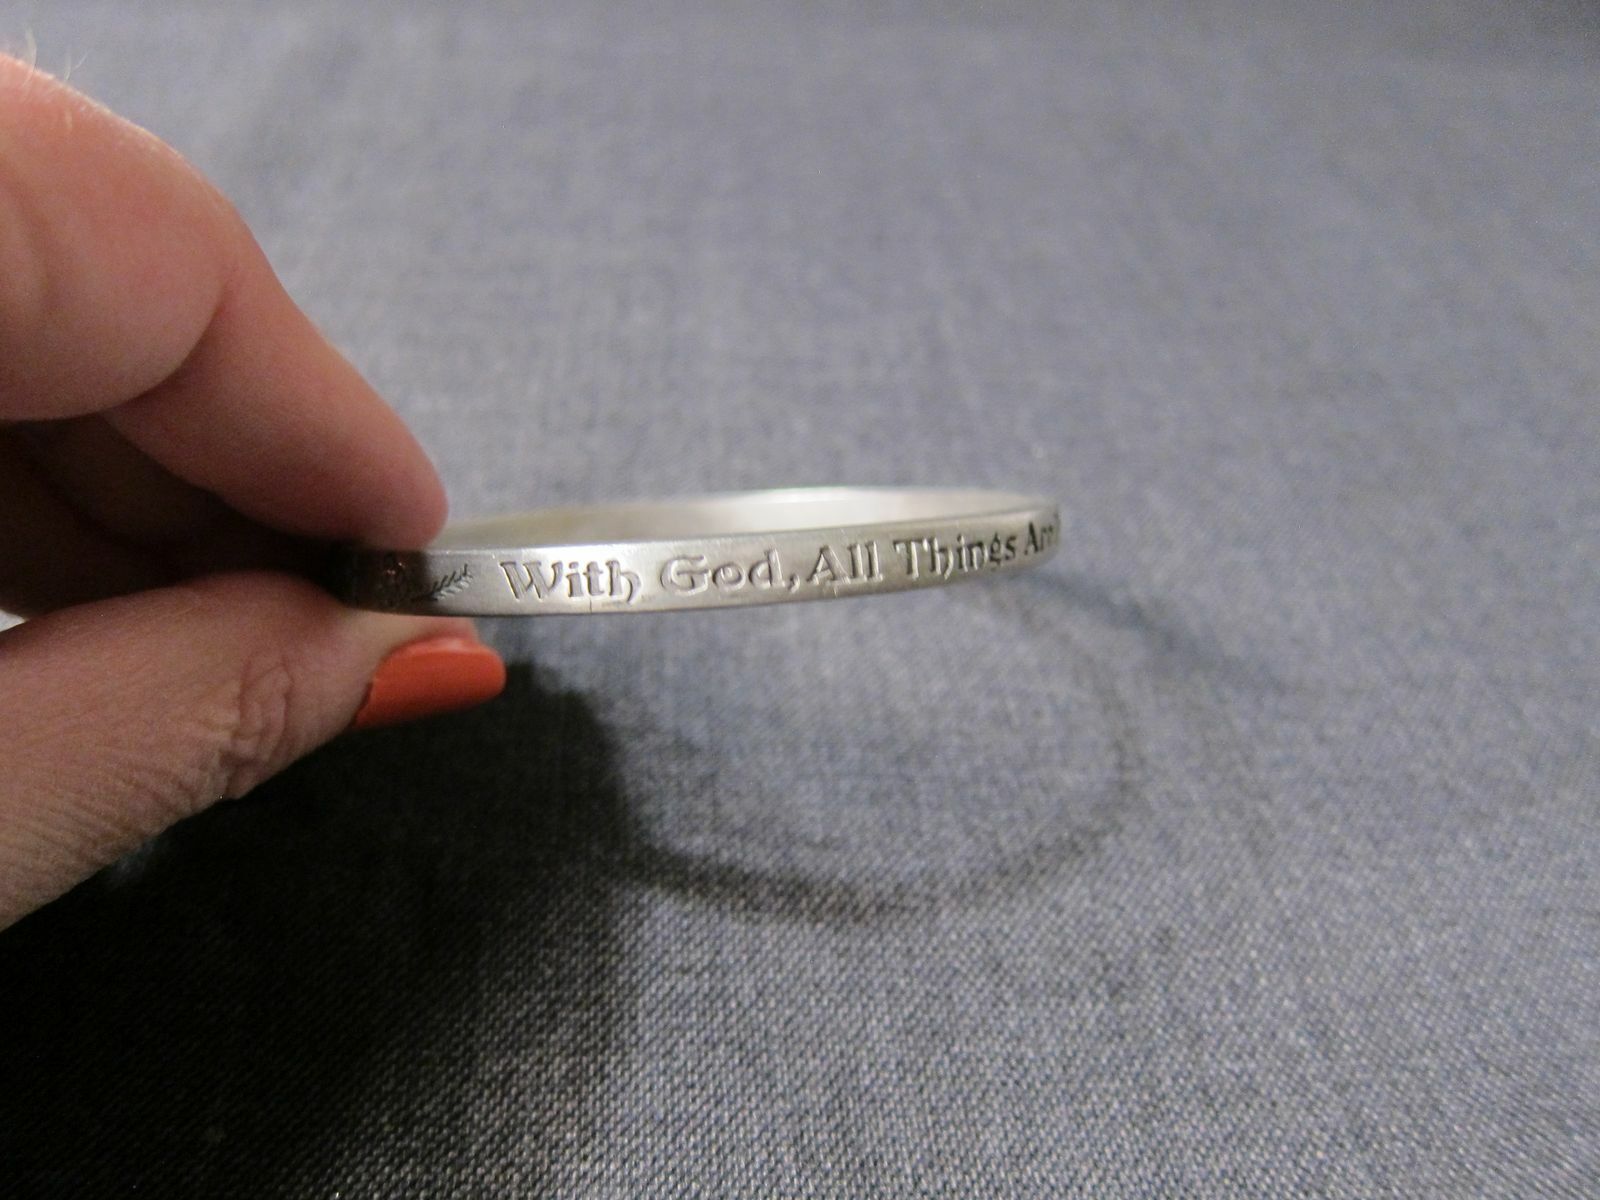 With God, All Things Are